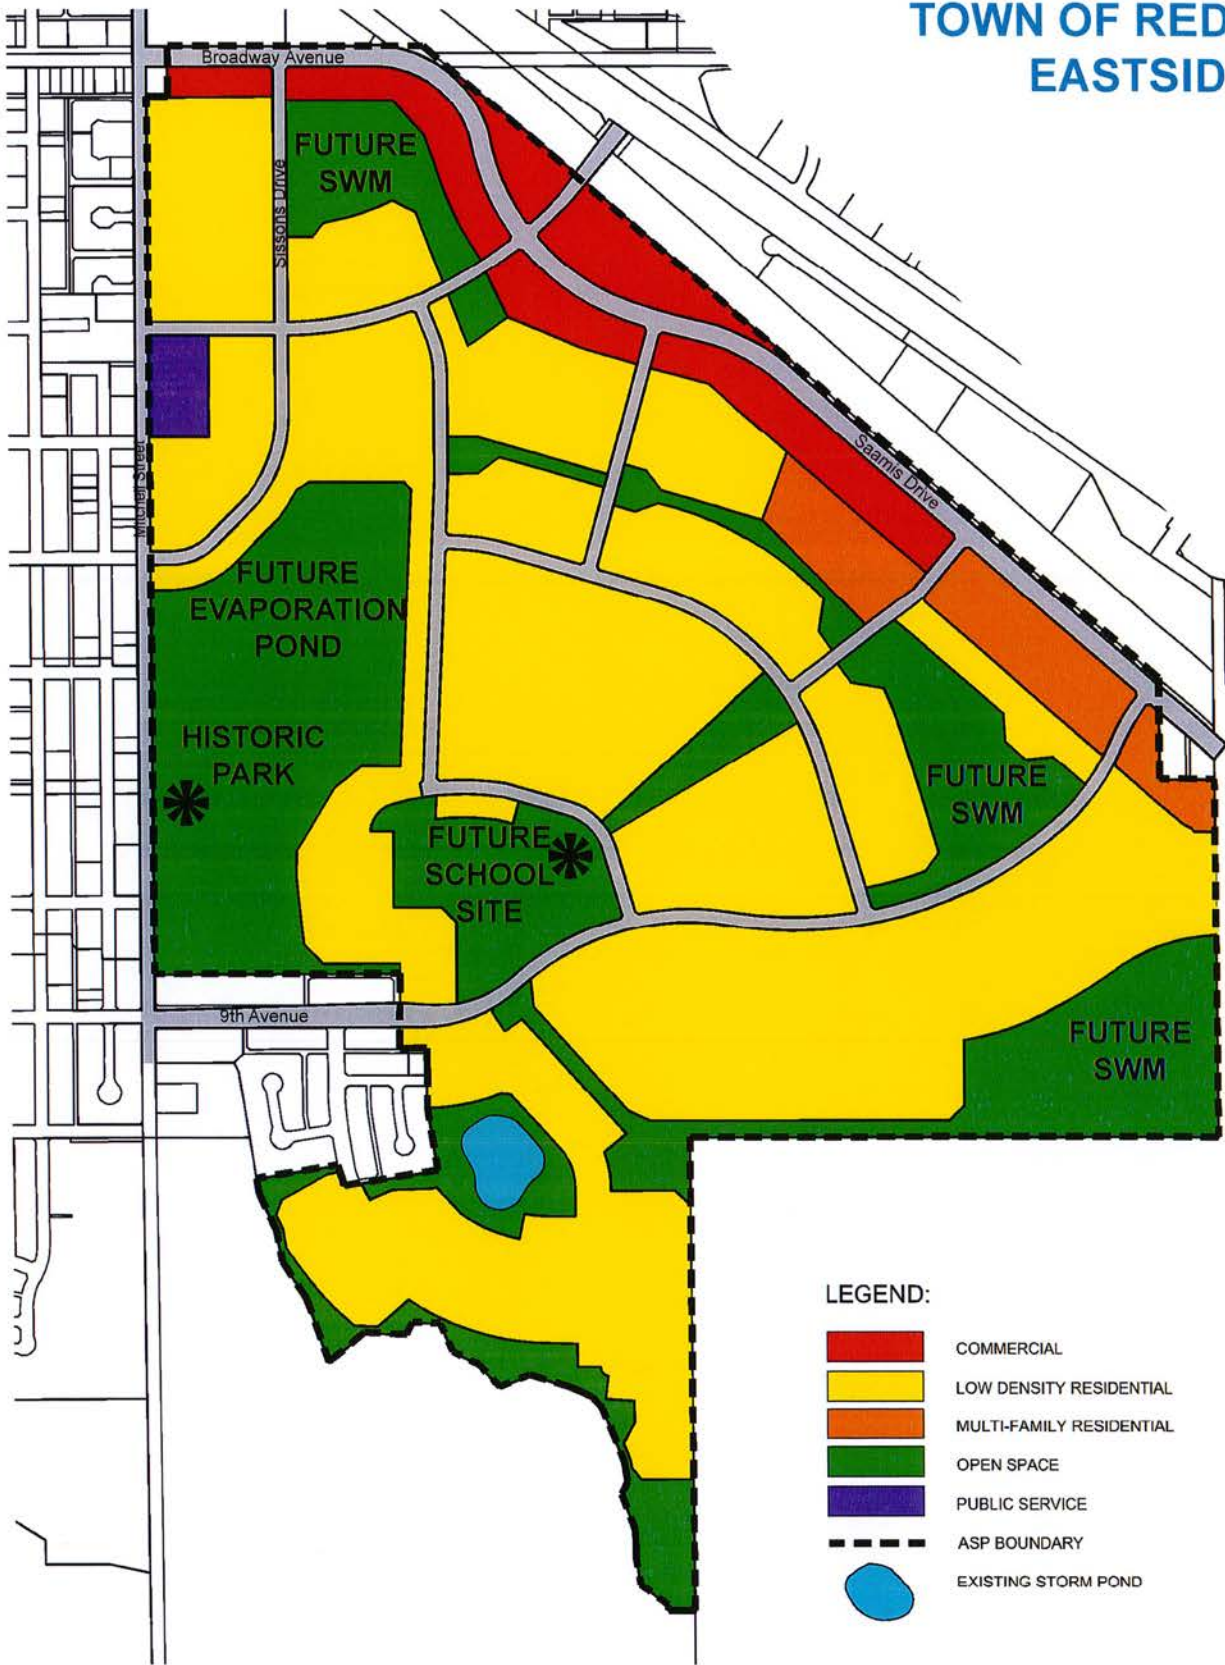 TOWN OF RED
EASTSID
Broadway Avenue
FUTURE
SWM
Sissons Drive
Mitchell Street
Saamis Drive
FUTURE
EVAPORATION
POND
HISTORIC
PARK
FUTURE
SWM
FUTURE
SCHOOL
SITE
9th Avenue
FUTURE
SWM
LEGEND:
COMMERCIAL
LOW DENSITY RESIDENTIAL
MULTI-FAMILY RESIDENTIAL
OPEN SPACE
PUBLIC SERVICE
ASP BOUNDARY
EXISTING STORM POND